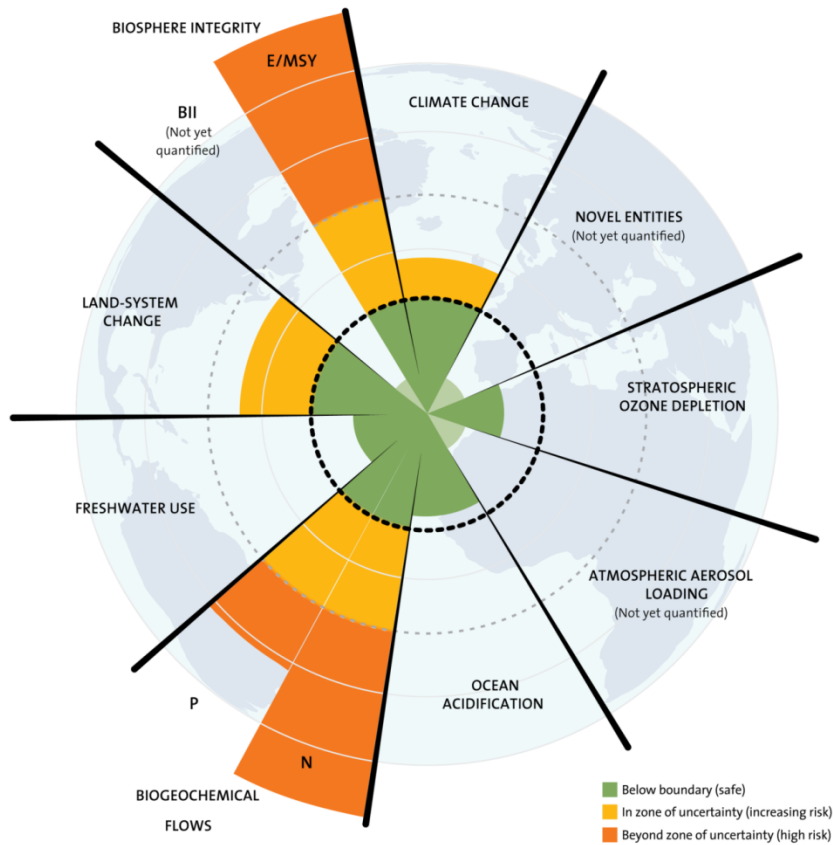 BIOSPHERE INTEGRITY
E/MSY
BII
(Not yet
quantified)
CLIMATE CHANGE
NOVEL ENTITIES
(Not yet quantified)
LAND-SYSTEM
CHANGE
STRATOSPHERIC
OZONE DEPLETION
FRESHWATER USE
ATMOSPHERIC AEROSOL
LOADING
(Not yet quantified)
OCEAN
ACIDIFICATION
P
N
BIOGEOCHEMICAL
FLOWS
Below boundary (safe)
In zone of uncertainty (increasing risk)
Beyond zone of uncertainty (high risk)